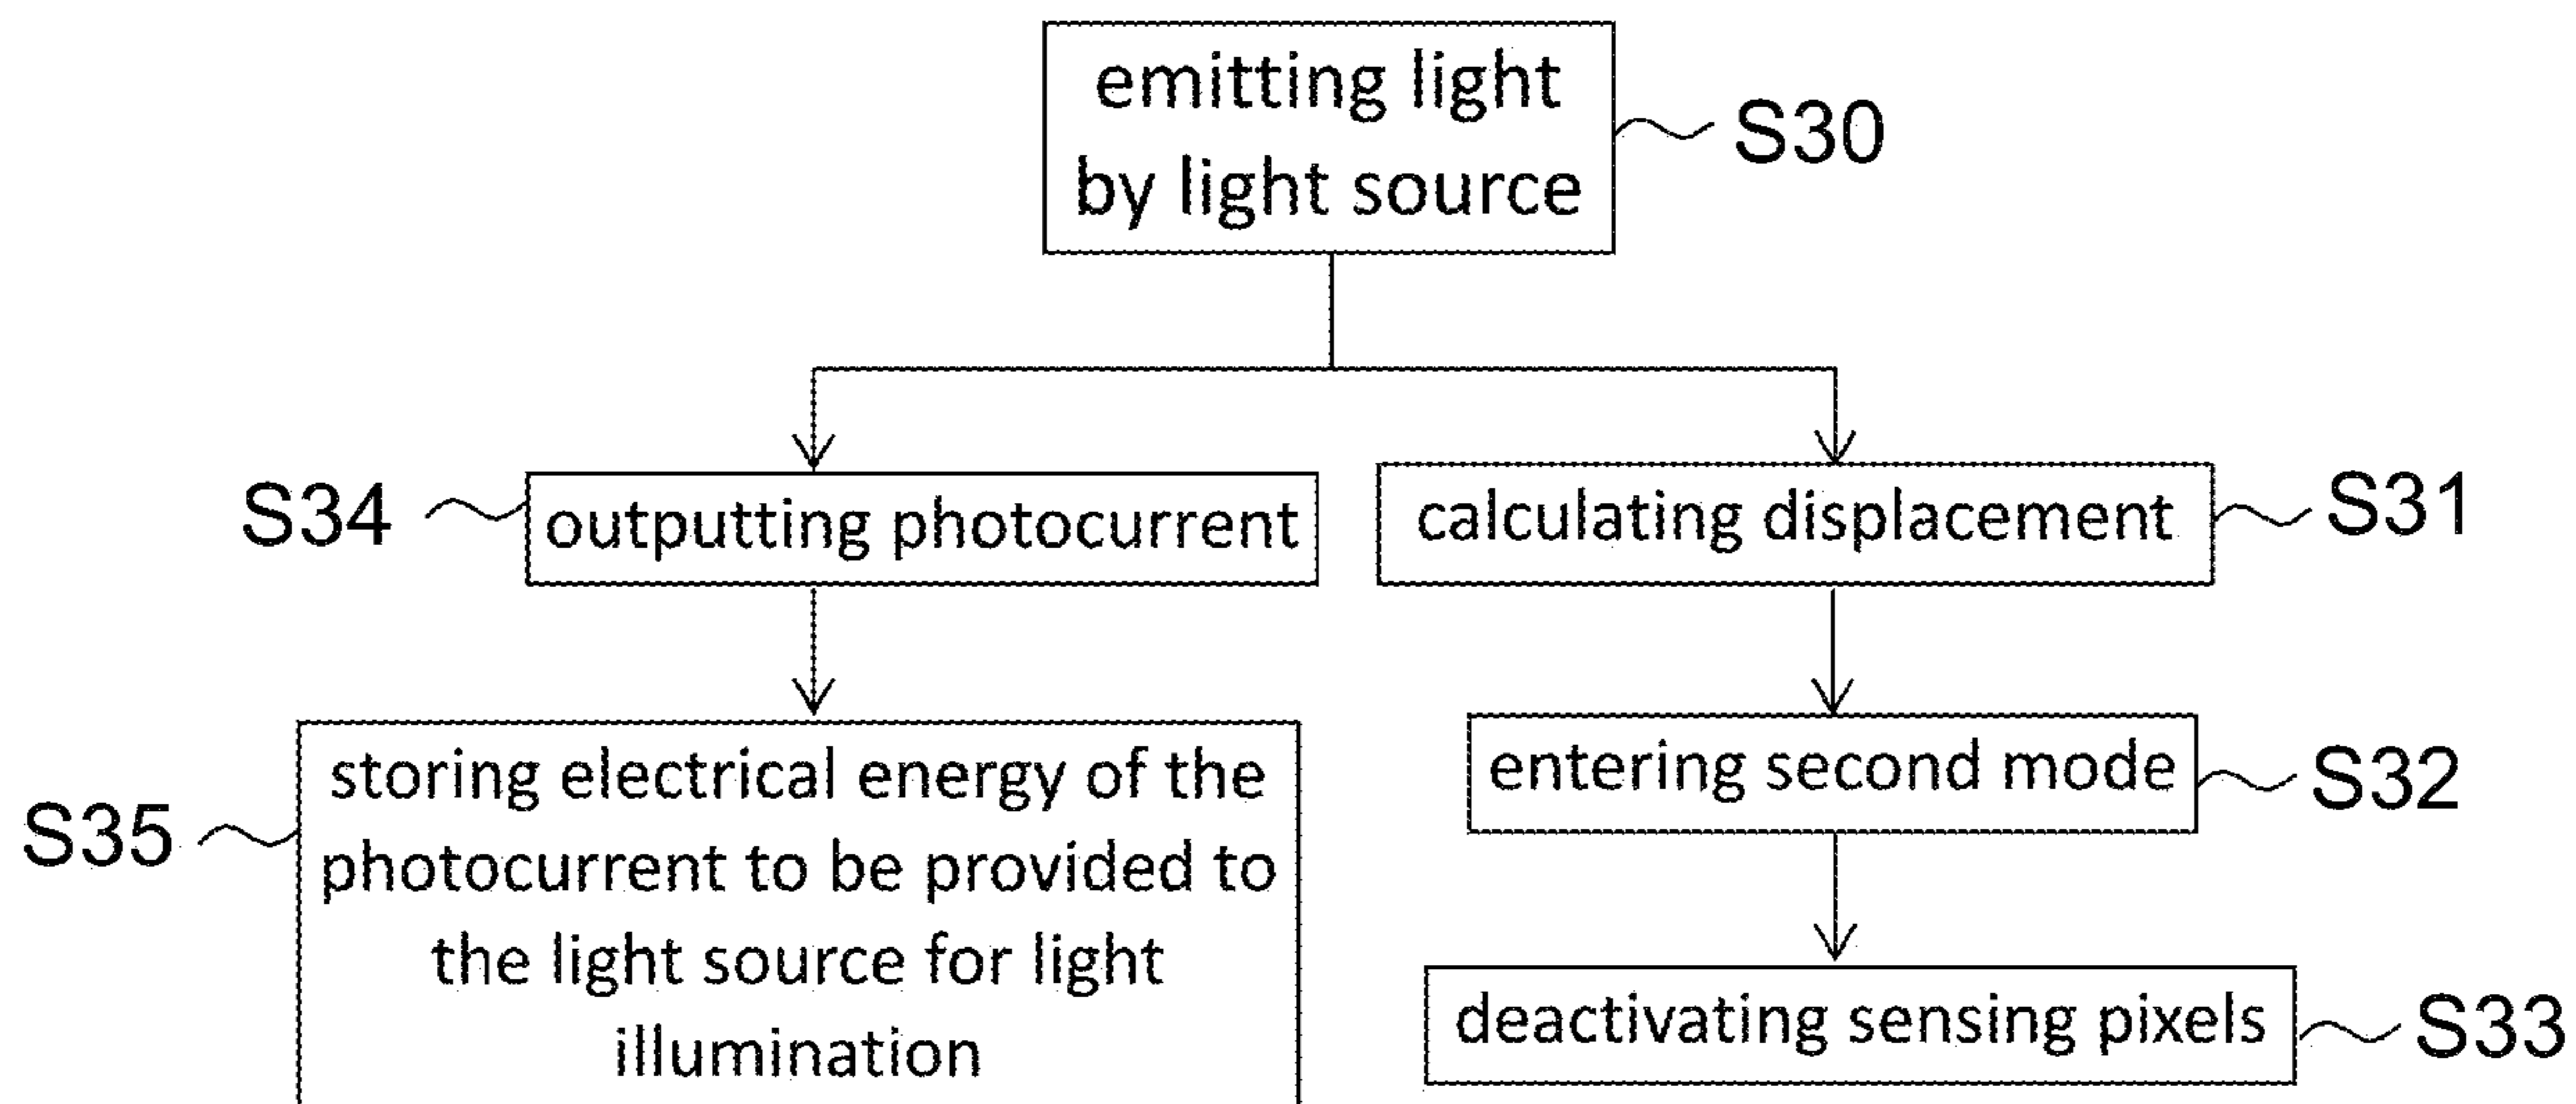 emitting light
by light source
S30
S34
outputting photocurrent
calculating displacement
S31
S35
storing electrical energy of the
photocurrent to be provided to
the light source for light
illumination
entering second mode
S32
deactivating sensing pixels
S33